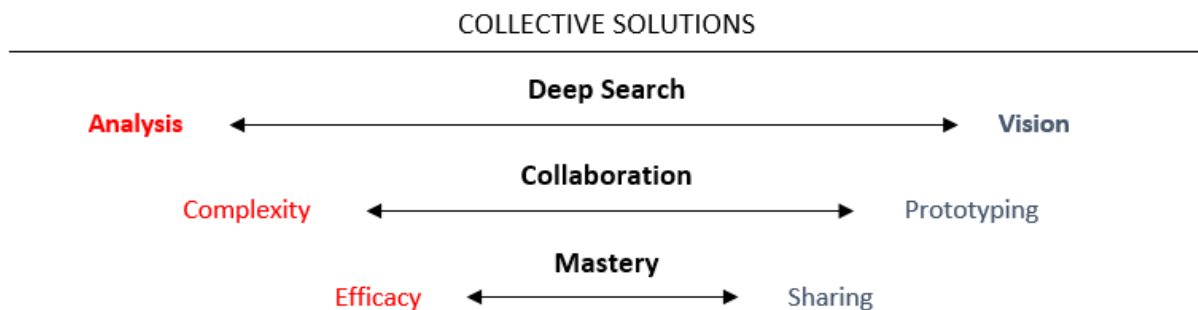 COLLECTIVE SOLUTIONS
Deep Search
Analysis Vision
Collaboration
Complexity Prototyping
Mastery
Efficacy Sharing